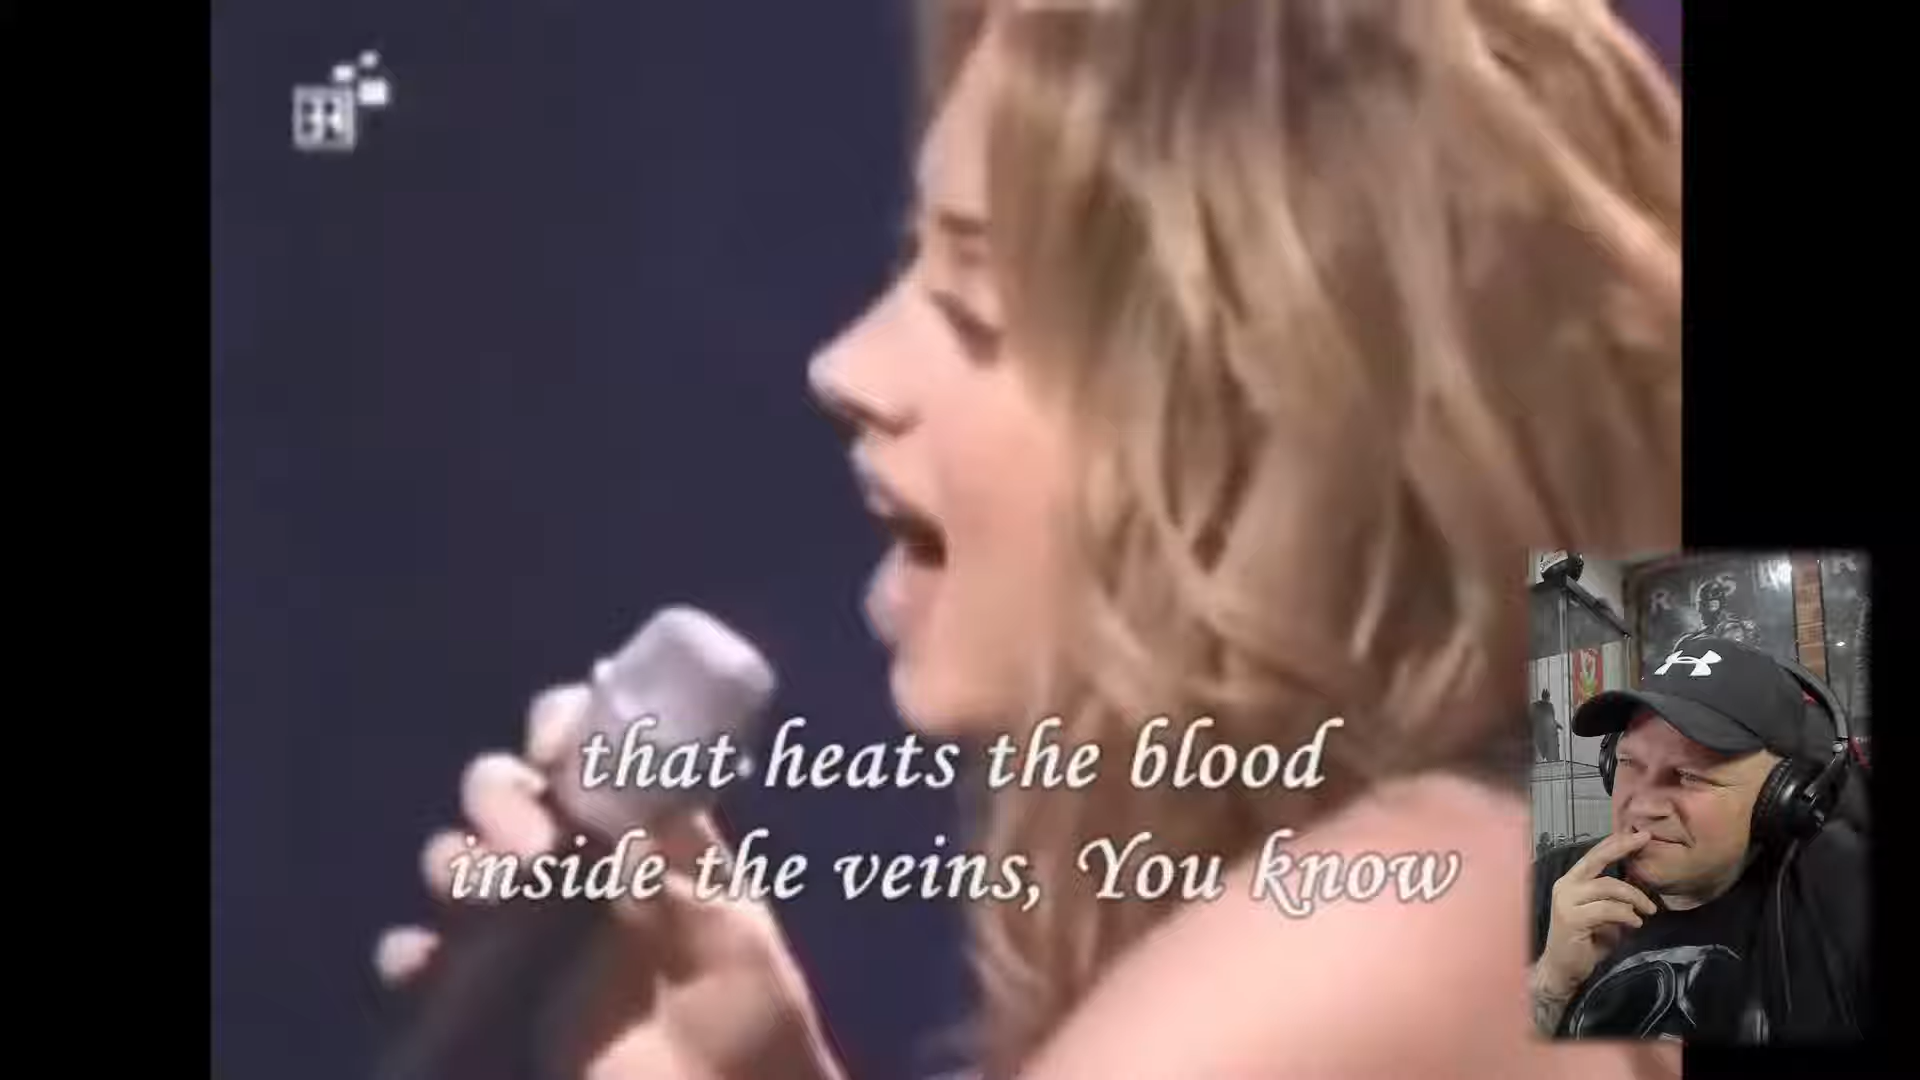 that heats the blood
inside the veins, You know